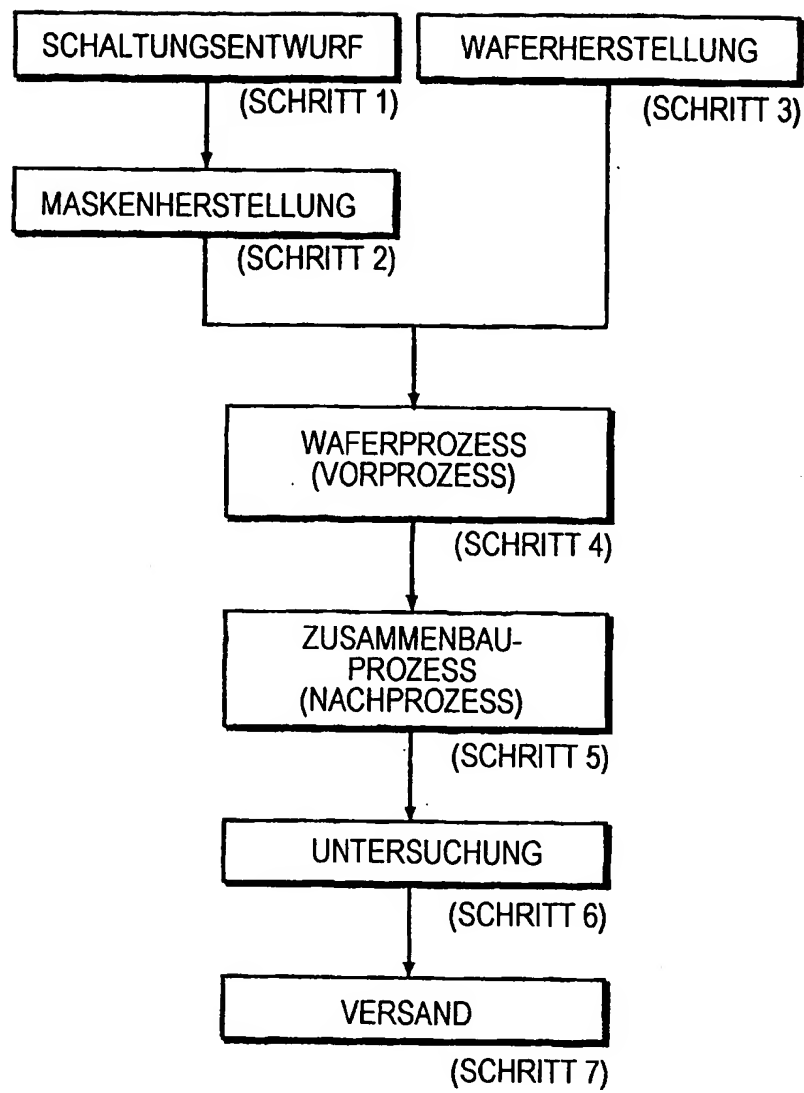 SCHALTUNGSENTWURF
(SCHRITT 1)
WAFERHERSTELLUNG
(SCHRITT 3)
MASKENHERSTELLUNG
(SCHRITT 2)
WAFERPROZESS
(VORPROZESS)
(SCHRITT 4)
ZUSAMMENBAU-
PROZESS
(NACHPROZESS)
(SCHRITT 5)
UNTERSUCHUNG
(SCHRITT 6)
VERSAND
(SCHRITT 7)